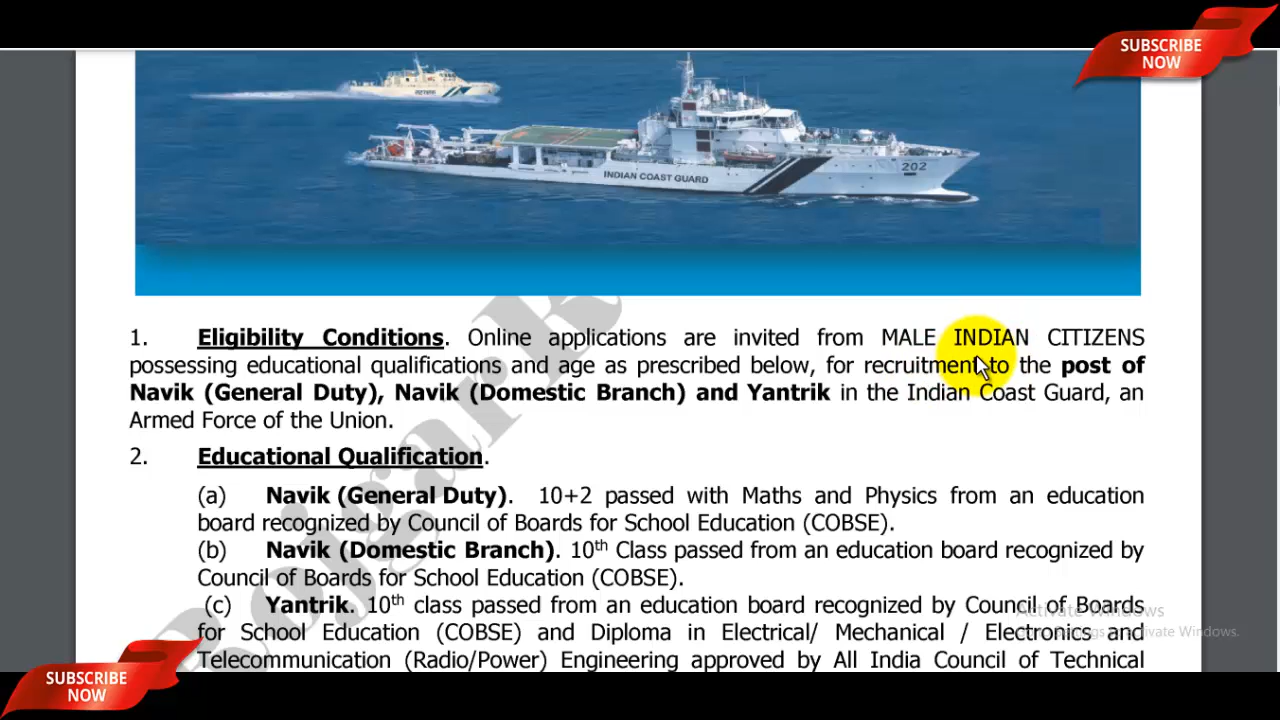 SUBSCRIBE
NOW
INDIAN COAST GUARD
202
1. Eligibility Conditions. Online applications are invited from MALE INDIAN CITIZENS
possessing educational qualifications and age as prescribed below, for recruitment to the post of
Navik (General Duty), Navik (Domestic Branch) and Yantrik in the Indian Coast Guard, an
Armed Force of the Union.
2. Educational Qualification.
(a) Navik (General Duty). 10+2 passed with Maths and Physics from an education
board recognized by Council of Boards for School Education (COBSE).
(b) Navik (Domestic Branch). 10th Class passed from an education board recognized by
Council of Boards for School Education (COBSE).
(c) Yantrik. 10th class passed from an education board recognized by Council of Boards
for School Education (COBSE) and Diploma in Electrical/ Mechanical / Electronics and
Telecommunication (Radio/Power) Engineering approved by All India Council of Technical
Activate Windows
SUBSCRIBE
NOW